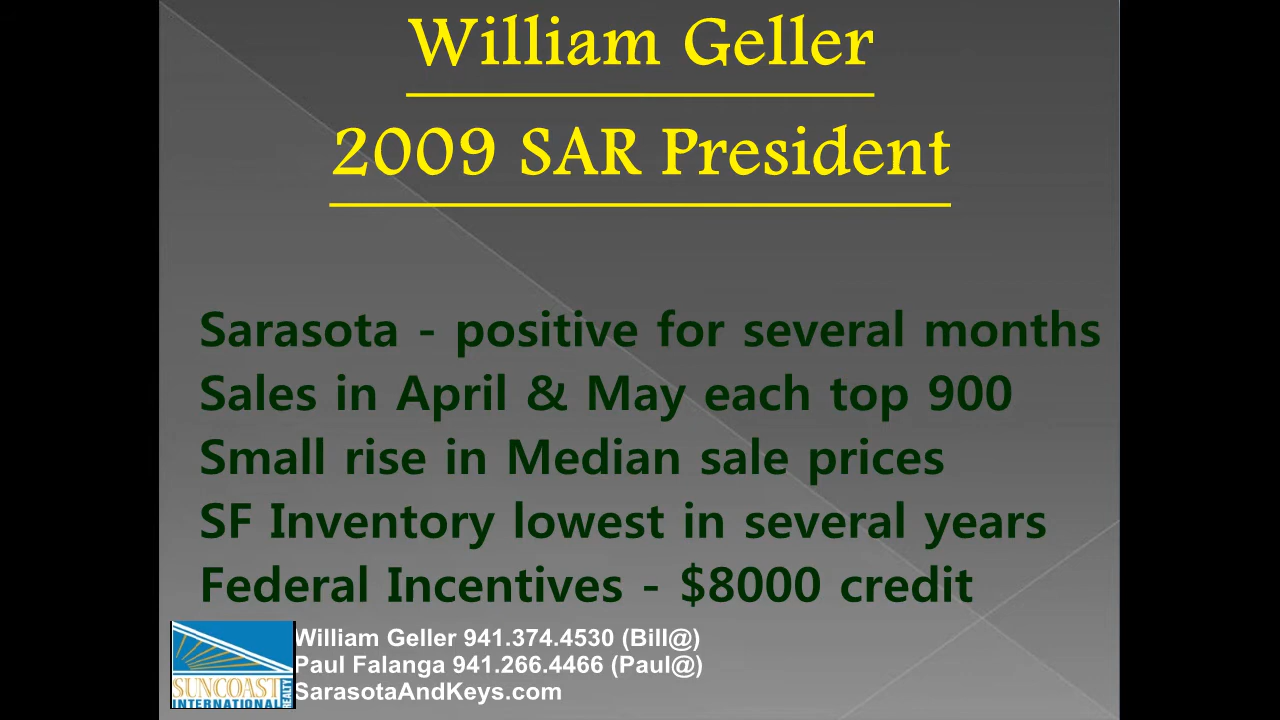 William Geller
2009 SAR President
Sarasota - positive for several months
Sales in April & May each top 900
Small rise in Median sale prices
SF Inventory lowest in several years
Federal Incentives - $8000 credit
William Geller 941.374.4530 (Bill@)
Paul Falanga 941.266.4466 (Paul@)
SarasotaAndKeys.com
SUNCOAST
INTERNATIONAL
REALTY